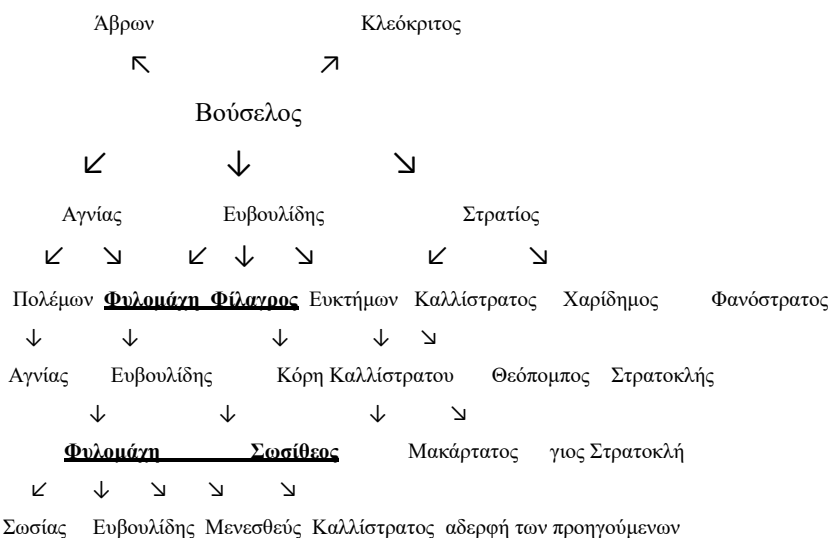 Άβρων Κλεόκριτος
Βούσελος
Αγνίας Ευβουλίδης Στρατίος
Πολέμων Φυλομάχη Φίλαγρος Ευκτήμων Καλλίστρατος Χαρίδημος Φανόστρατος
Αγνίας Ευβουλίδης Κόρη Καλλίστρατου Θεόπομπος Στρατοκλής
Φυλομάχη Σωσίθεος Μακάρτατος γιος Στρατοκλή
Σωσίας Ευβουλίδης Μενεσθεύς Καλλίστρατος αδερφή των προηγούμενων